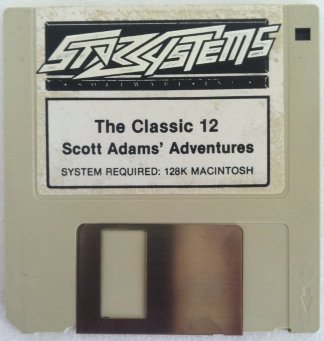 STARSYSTEMS
SOFTWARE INC
The Classic 12
Scott Adams' Adventures
SYSTEM REQUIRED: 128K MACINTOSH